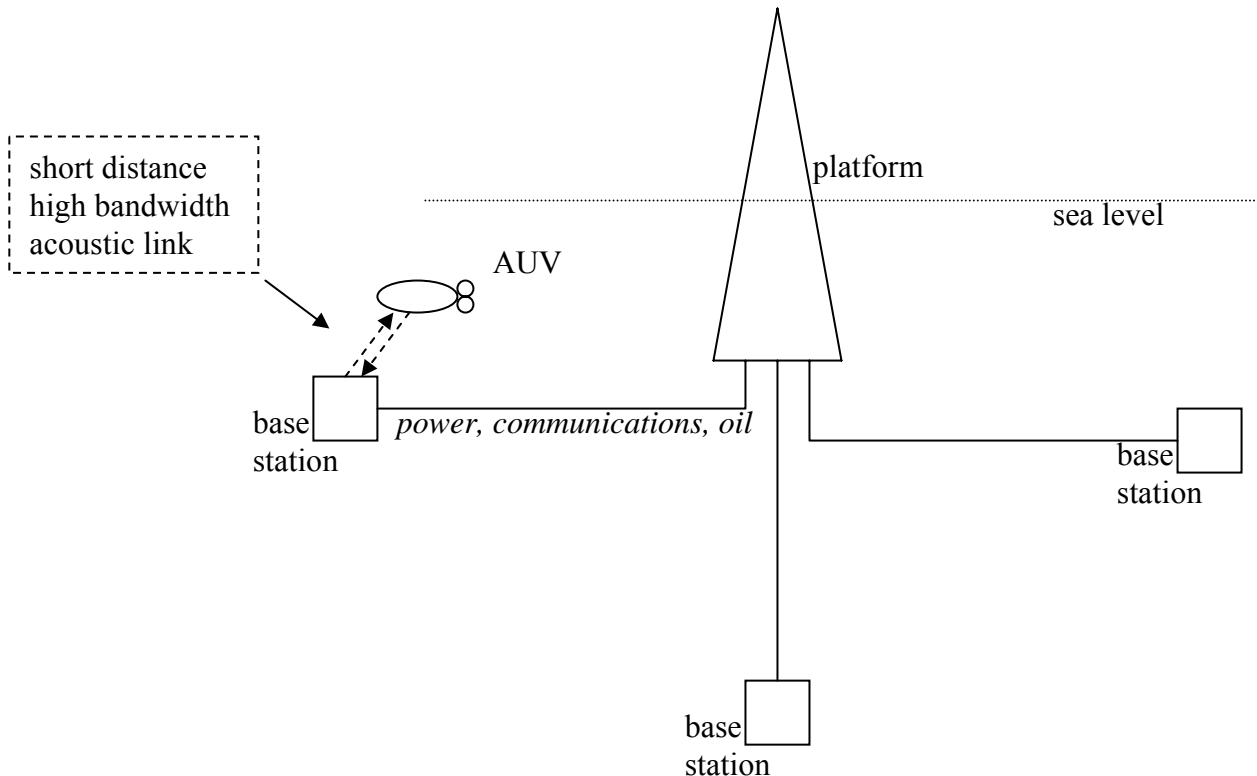 short distance
high bandwidth
acoustic link
platform
sea level
AUV
base
station
power, communications, oil
base
station
base
station